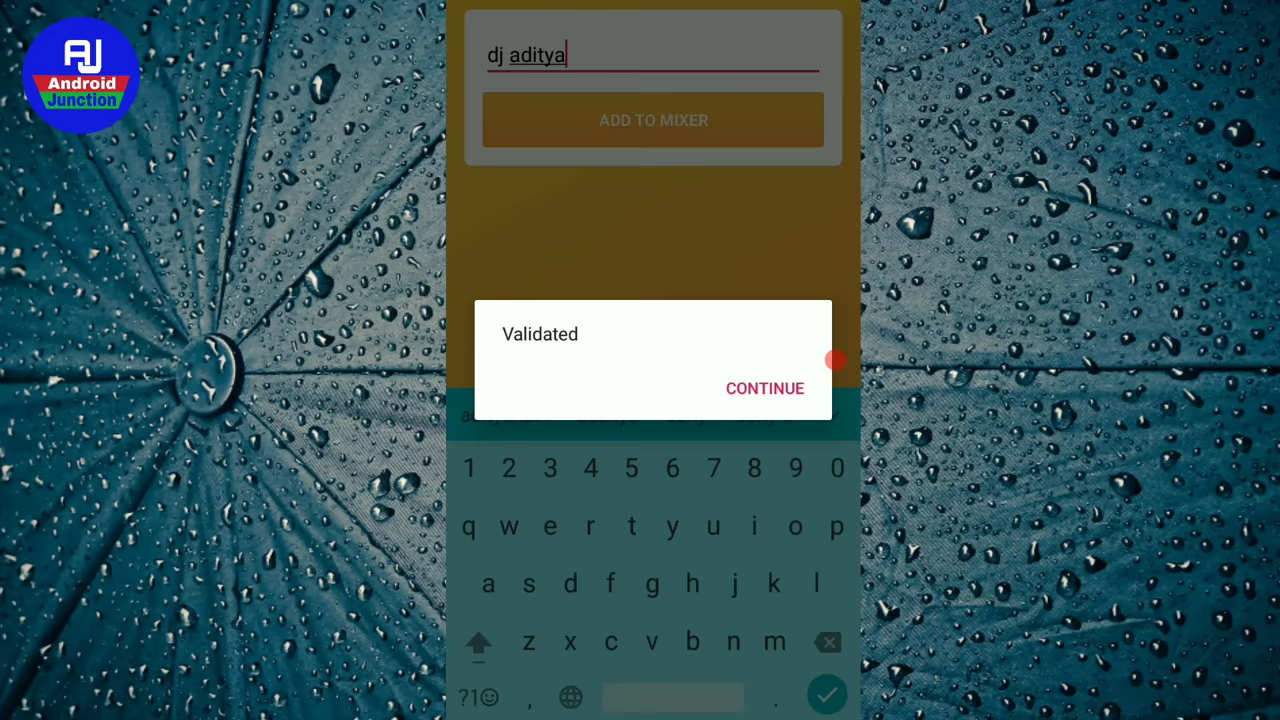 AJ
Android
Junction
dj aditya
ADD TO MIXER
Validated
CONTINUE
1 2 3 4 5 6 7 8 9 0
q w e r t y u i o p
a s d f g h j k l
z x c v b n m
?1☺ , .